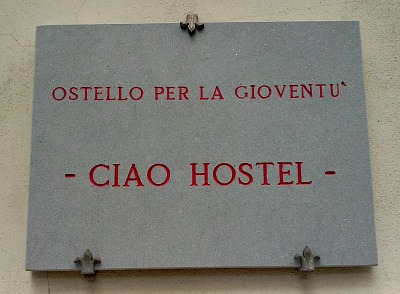 OSTELLO PER LA GIOVENTU`
- CIAO HOSTEL -